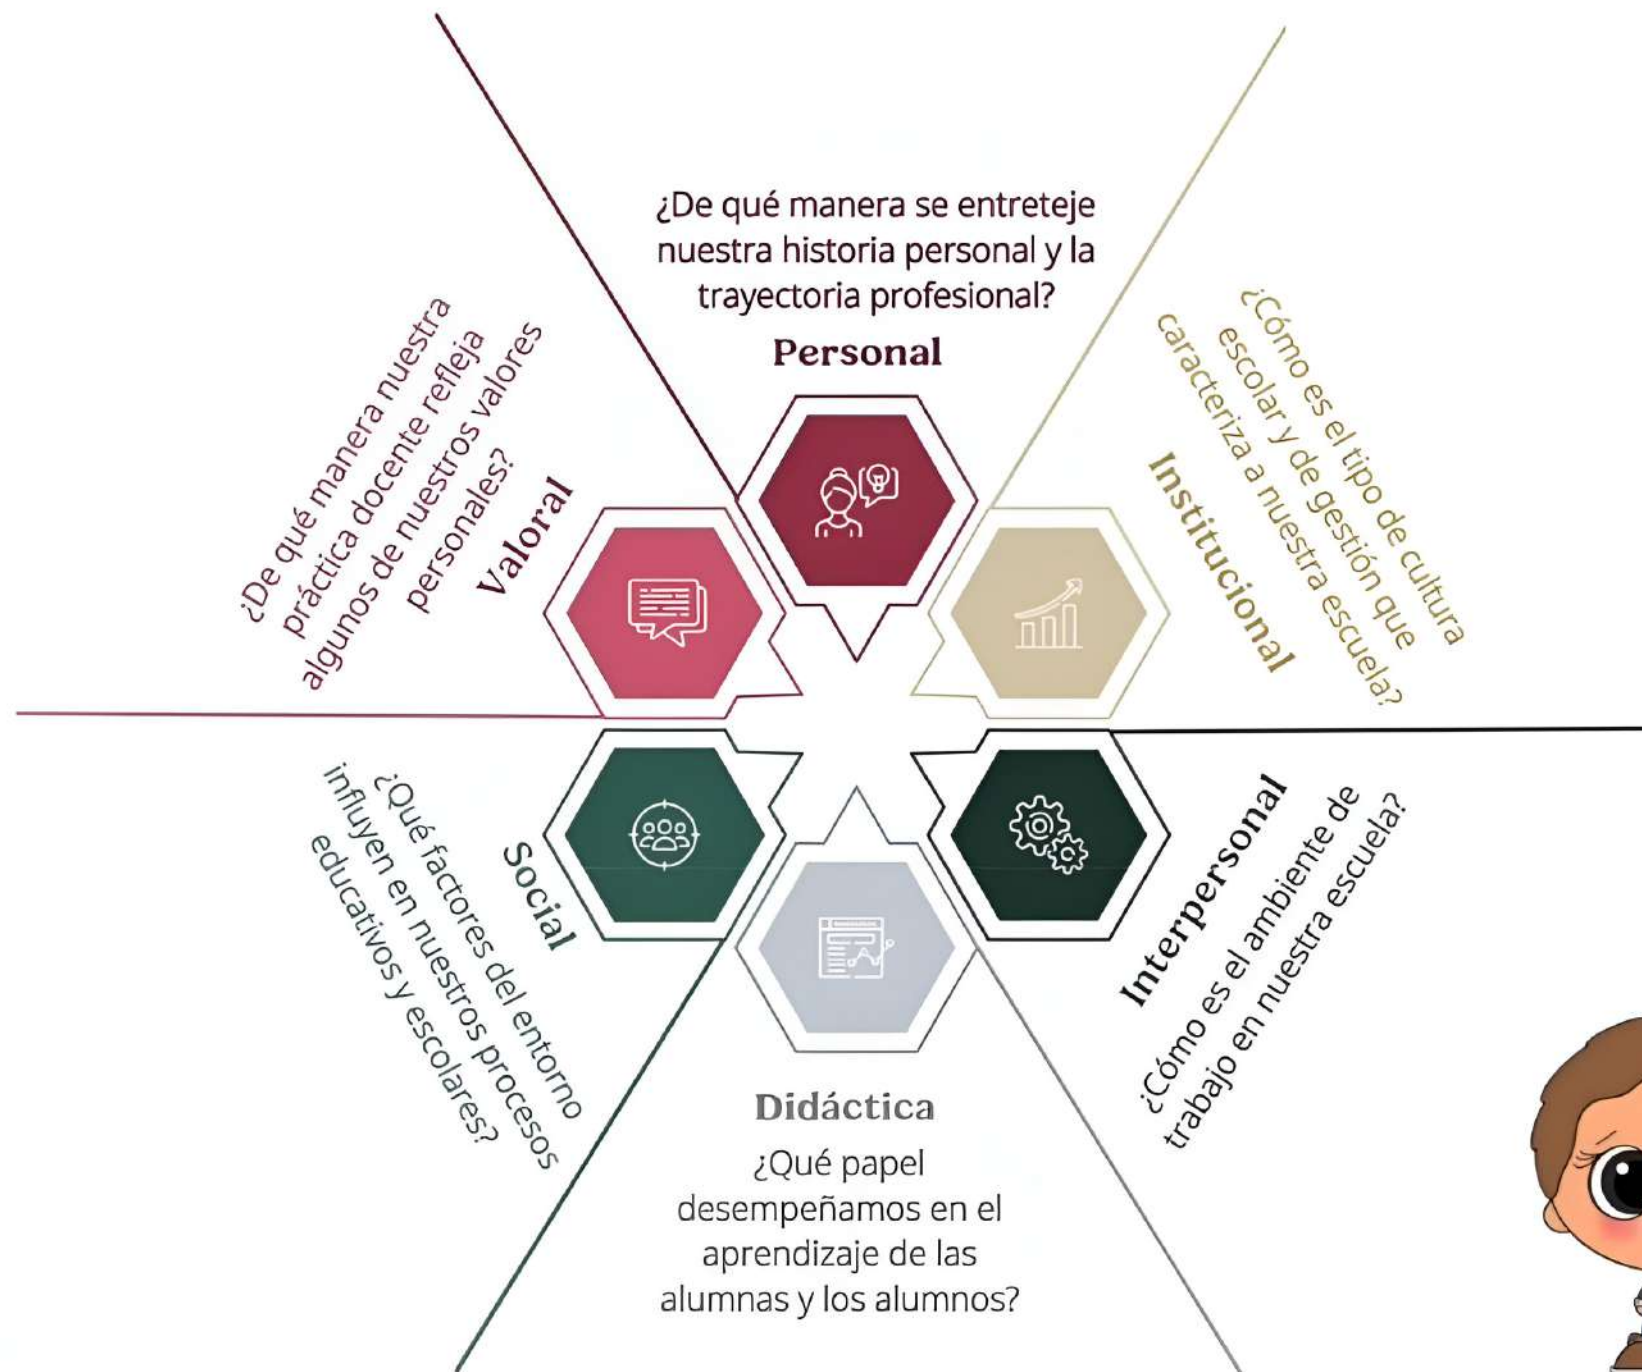 ¿De qué manera se entreteje
nuestra historia personal y la
trayectoria profesional?
Personal
¿Cómo es el tipo de cultura
escolar y de gestión que
caracteriza a nuestra escuela?
Institucional
Interpersonal
¿Cómo es el ambiente de
trabajo en nuestra escuela?
Didáctica
¿Qué papel
desempeñamos en el
aprendizaje de las
alumnas y los alumnos?
Social
¿Qué factores del entorno
influyen en nuestros procesos
educativos y escolares?
¿De qué manera nuestra
práctica docente refleja
algunos de nuestros valores
personales?
Valoral